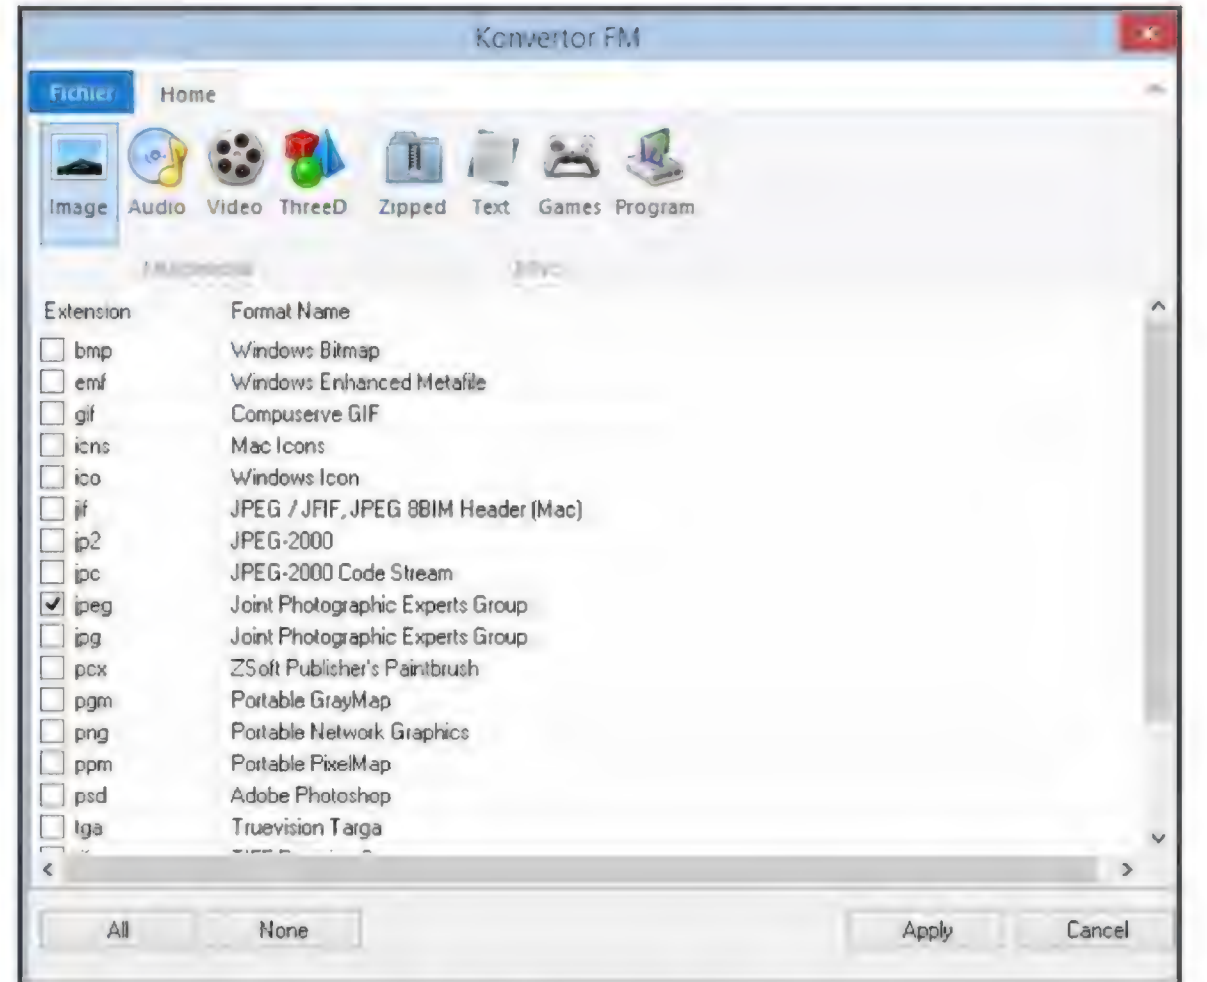 Konvertor FM
Fichier Home
Image Audio Video ThreeD Zipped Text Games Program
Extension Format Name
bmp Windows Bitmap
emf Windows Enhanced Metafile
gif Compuserve GIF
icns Mac Icons
ico Windows Icon
jif JPEG / JFIF, JPEG 8BIM Header (Mac)
jp2 JPEG-2000
jpc JPEG-2000 Code Stream
jpeg Joint Photographic Experts Group
jpg Joint Photographic Experts Group
pcx ZSoft Publisher's Paintbrush
pgm Portable GrayMap
png Portable Network Graphics
ppm Portable PixelMap
psd Adobe Photoshop
tga Truevision Targa
All None Apply Cancel